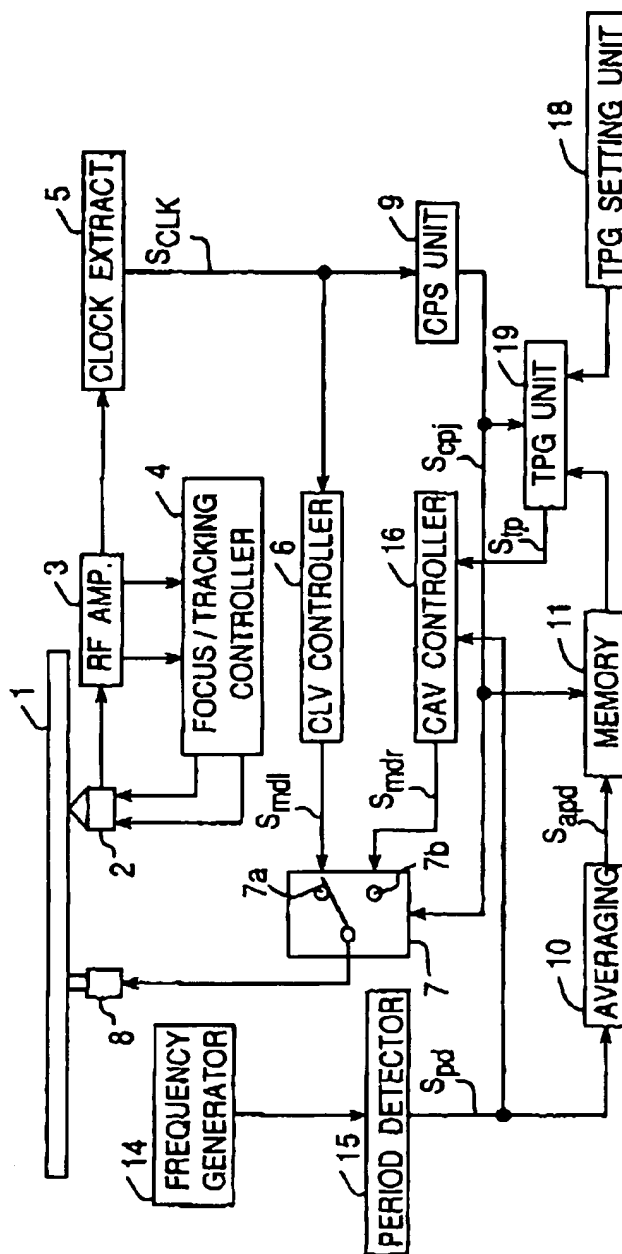 1
2
8
3
RF AMP.
4
FOCUS/TRACKING
CONTROLLER
5
CLOCK EXTRACT
SCLK
6
CLV CONTROLLER
Smdl
7a
7b
7
16
CAV CONTROLLER
Smdr
9
CPS UNIT
Scpj
14
FREQUENCY
GENERATOR
15
PERIOD DETECTOR
Spd
10
AVERAGING
Sapd
11
MEMORY
19
TPG UNIT
Stp
18
TPG SETTING UNIT